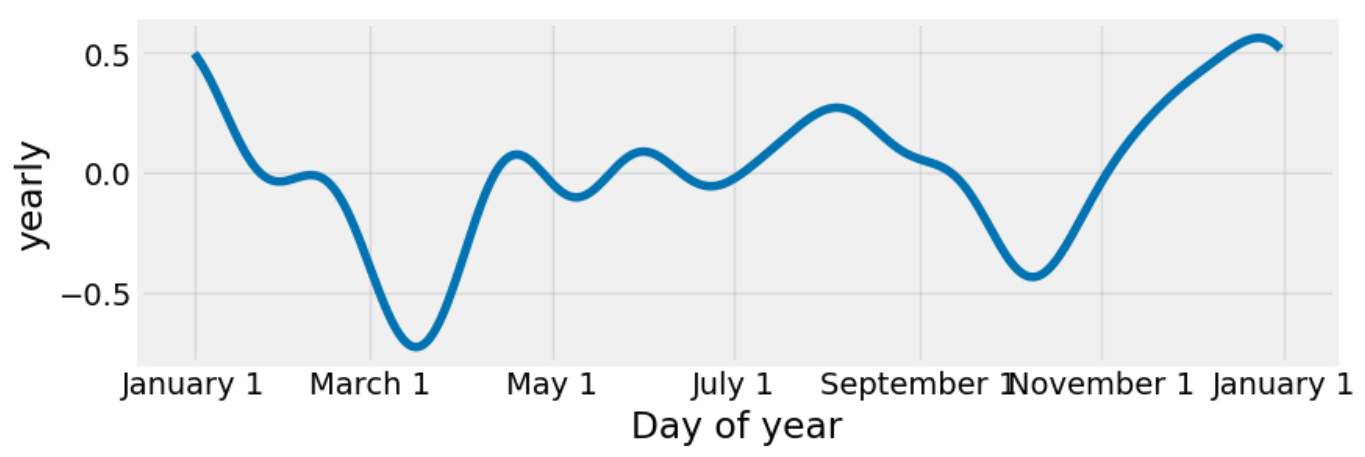 0.5
0.0
−0.5
yearly
January 1 March 1 May 1 July 1 September 1 November 1 January 1
Day of year